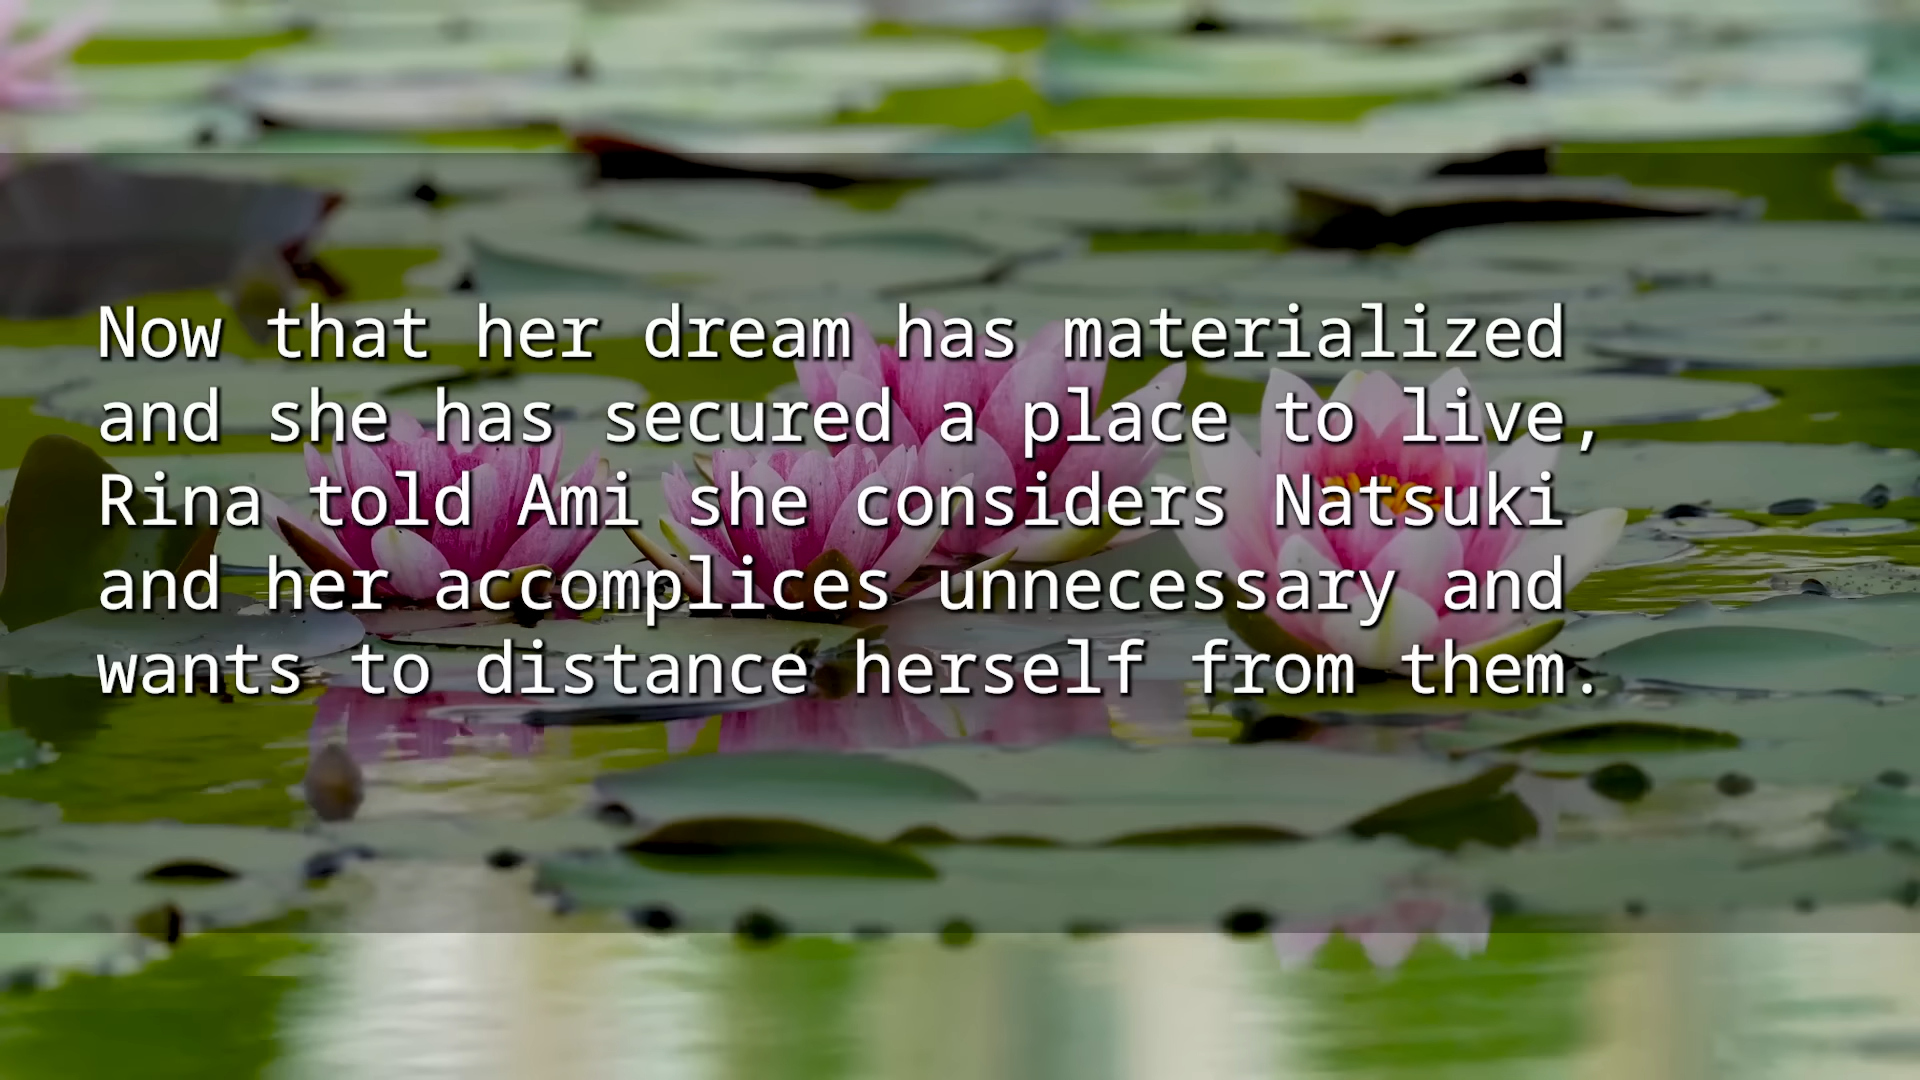 Now that her dream has materialized
and she has secured a place to live,
Rina told Ami she considers Natsuki
and her accomplices unnecessary and
wants to distance herself from them.